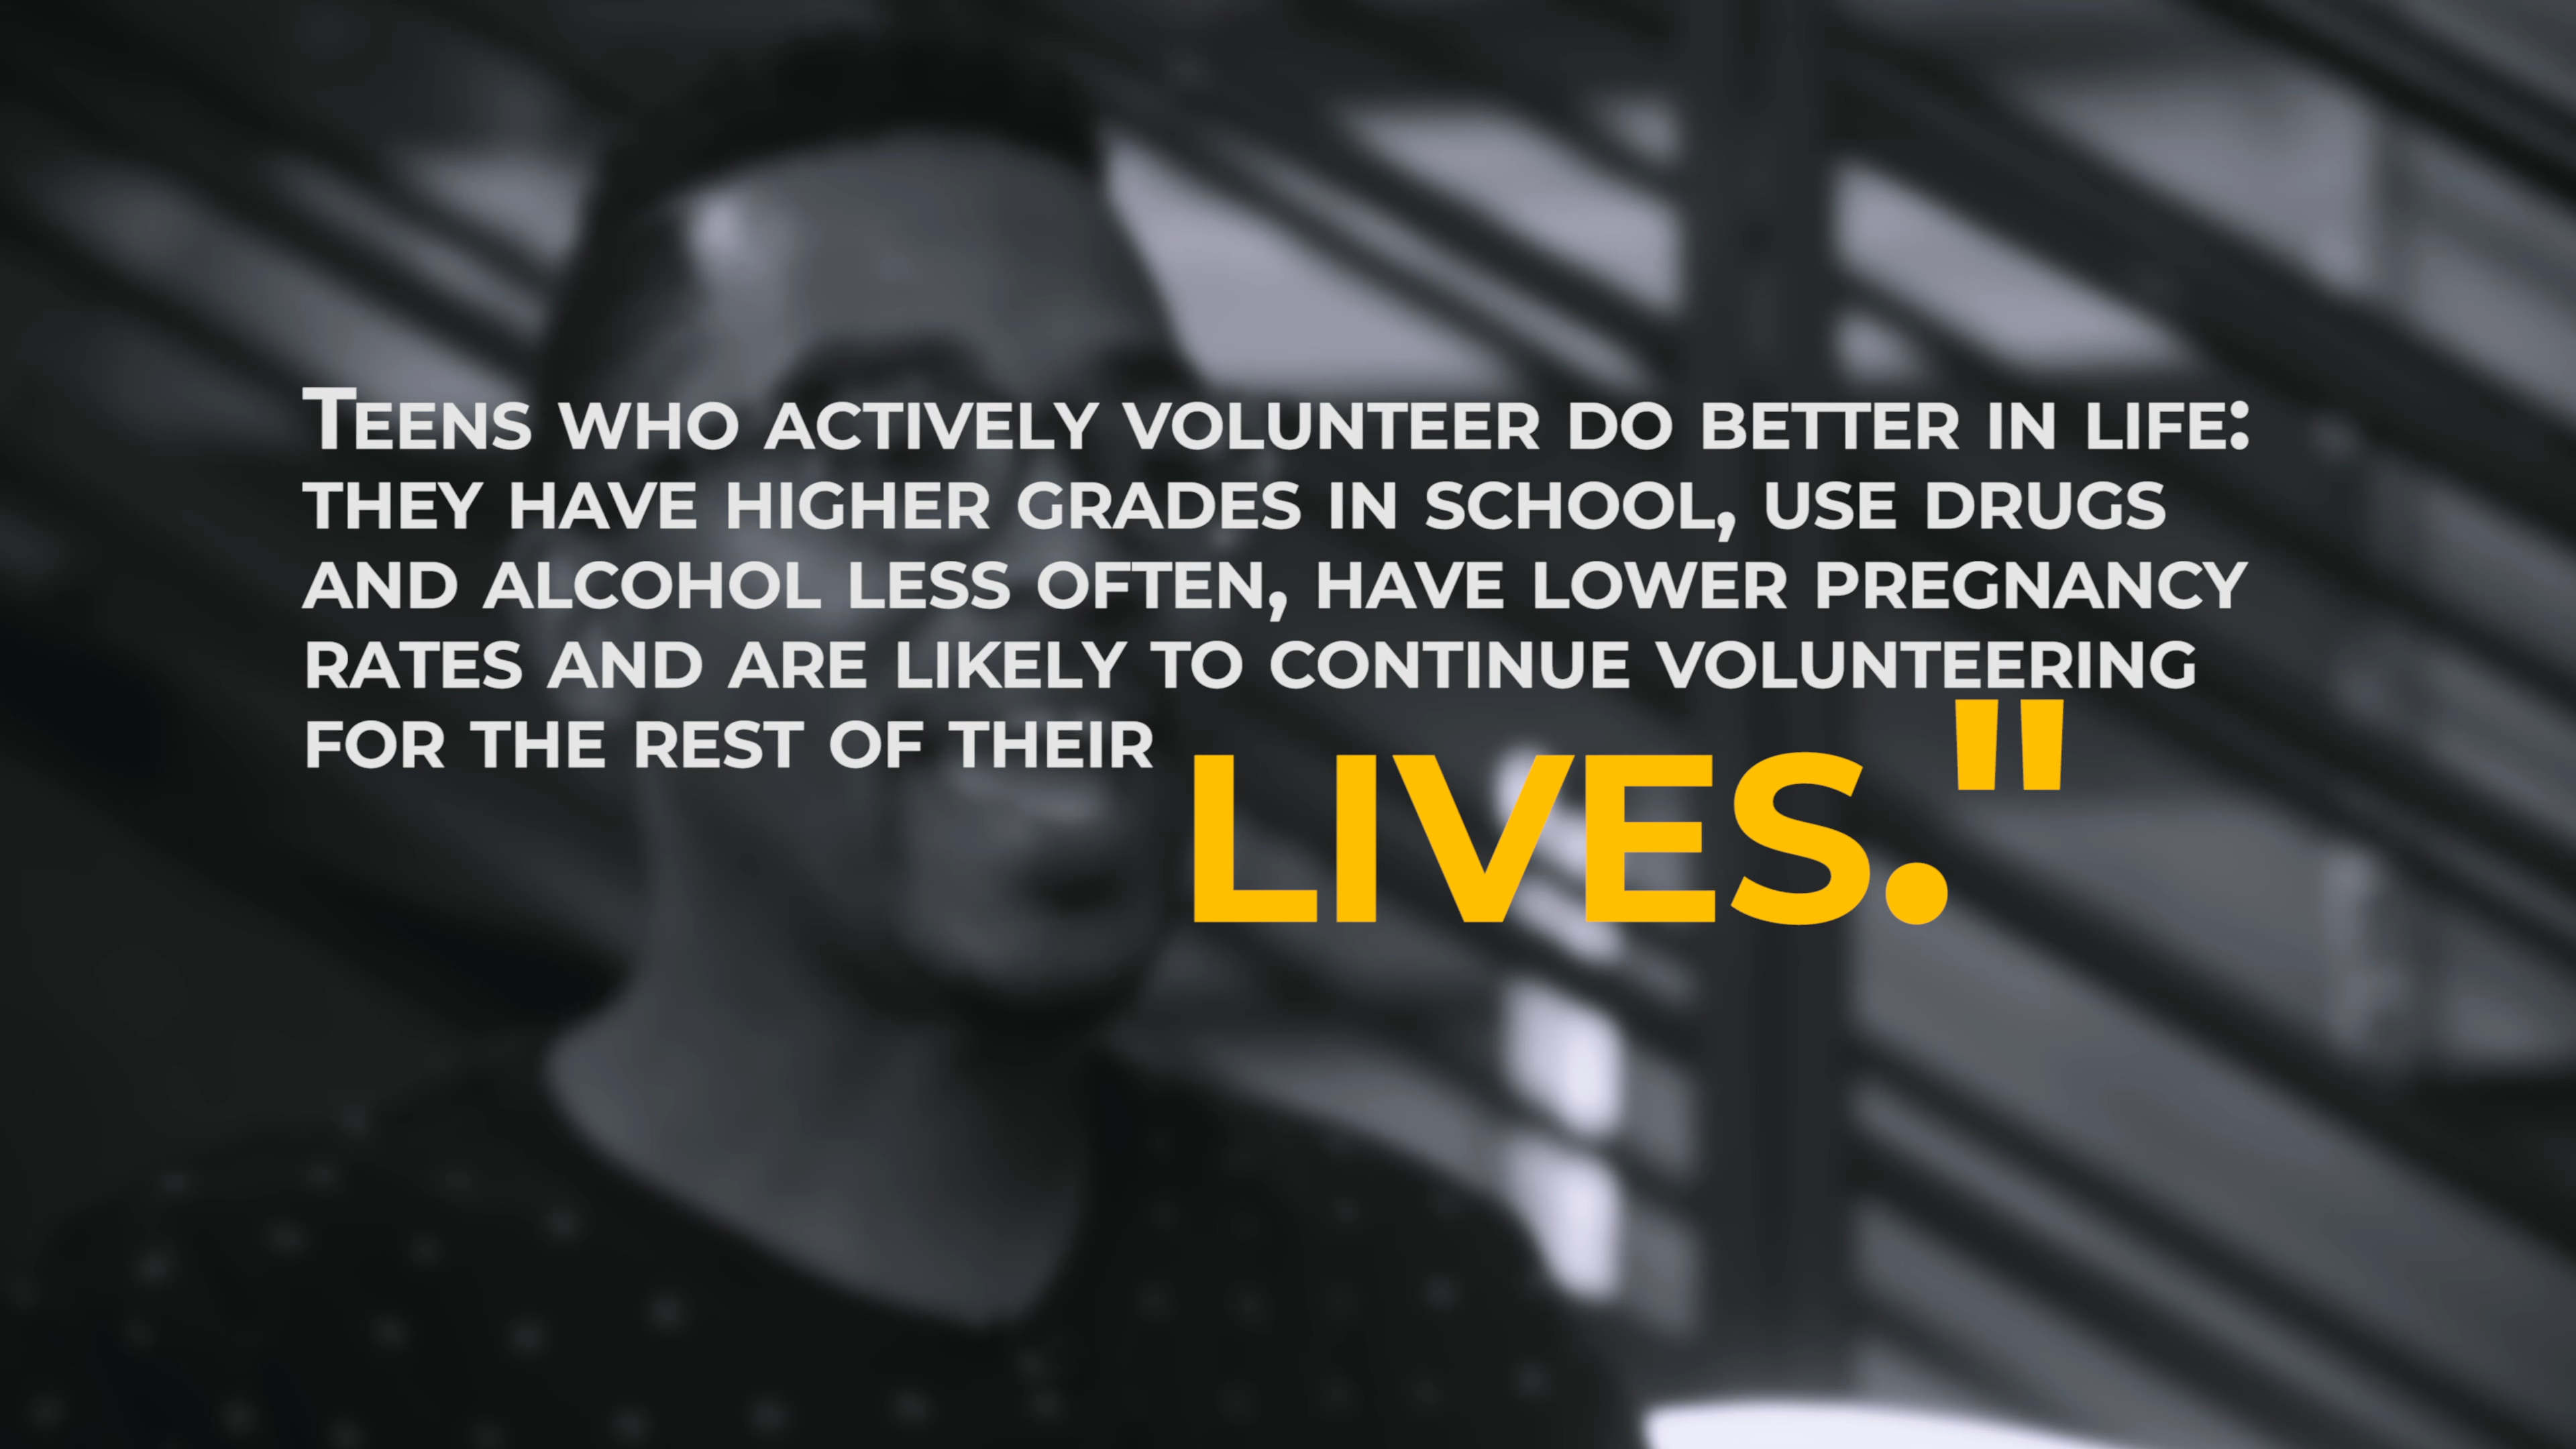 Teens who actively volunteer do better in life:
they have higher grades in school, use drugs
and alcohol less often, have lower pregnancy
rates and are likely to continue volunteering
for the rest of their lives."